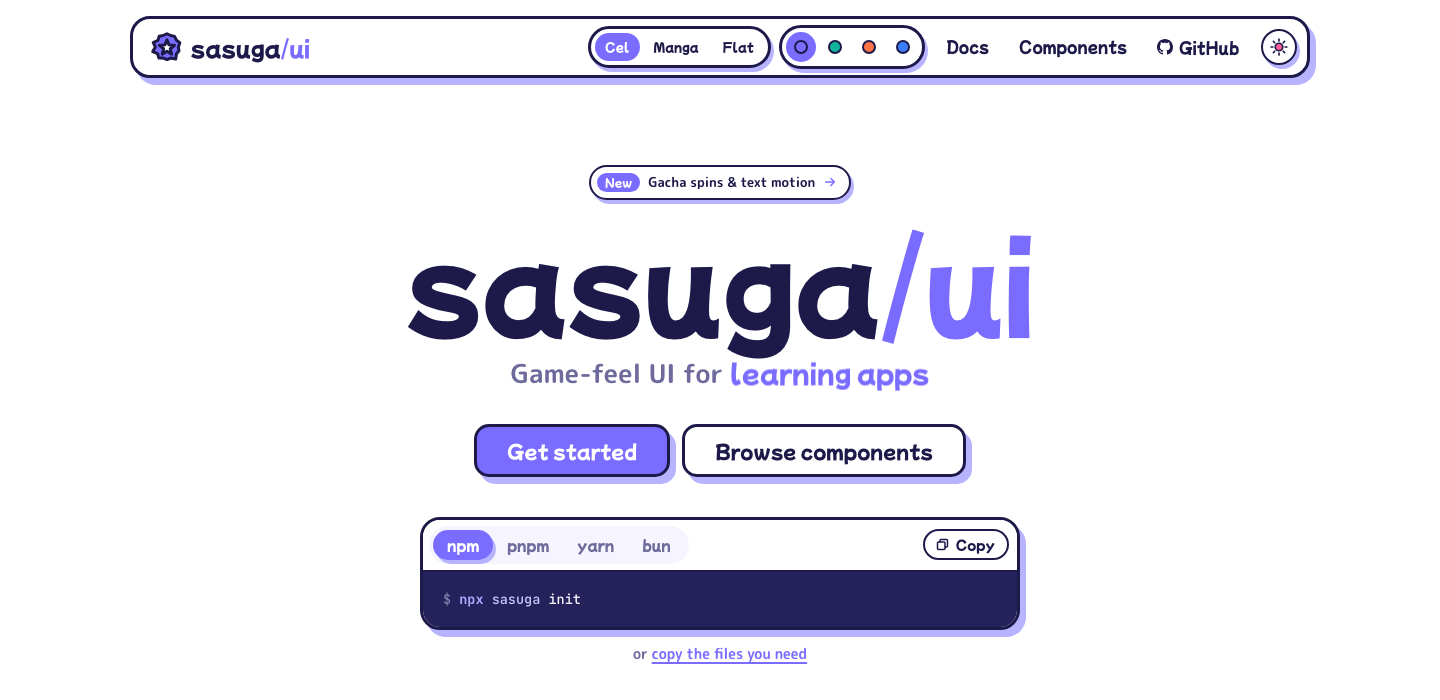 sasuga/ui
Cel Manga Flat
Docs Components GitHub
New Gacha spins & text motion →
sasuga/ui
Game-feel UI for learning apps
Get started Browse components
npm pnpm yarn bun Copy
$ npx sasuga init
or copy the files you need